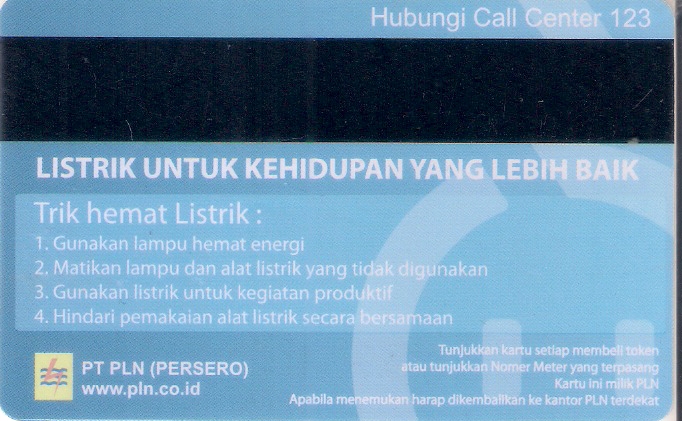 Hubungi Call Center 123
LISTRIK UNTUK KEHIDUPAN YANG LEBIH BAIK
Trik hemat Listrik :
1. Gunakan lampu hemat energi
2. Matikan lampu dan alat listrik yang tidak digunakan
3. Gunakan listrik untuk kegiatan produktif
4. Hindari pemakaian alat listrik secara bersamaan
PT PLN (PERSERO)
www.pln.co.id
Tunjukkan kartu setiap membeli token
atau tunjukkan Nomer Meter yang terpasang
Kartu ini milik PLN
Apabila menemukan harap dikembalikan ke kantor PLN terdekat